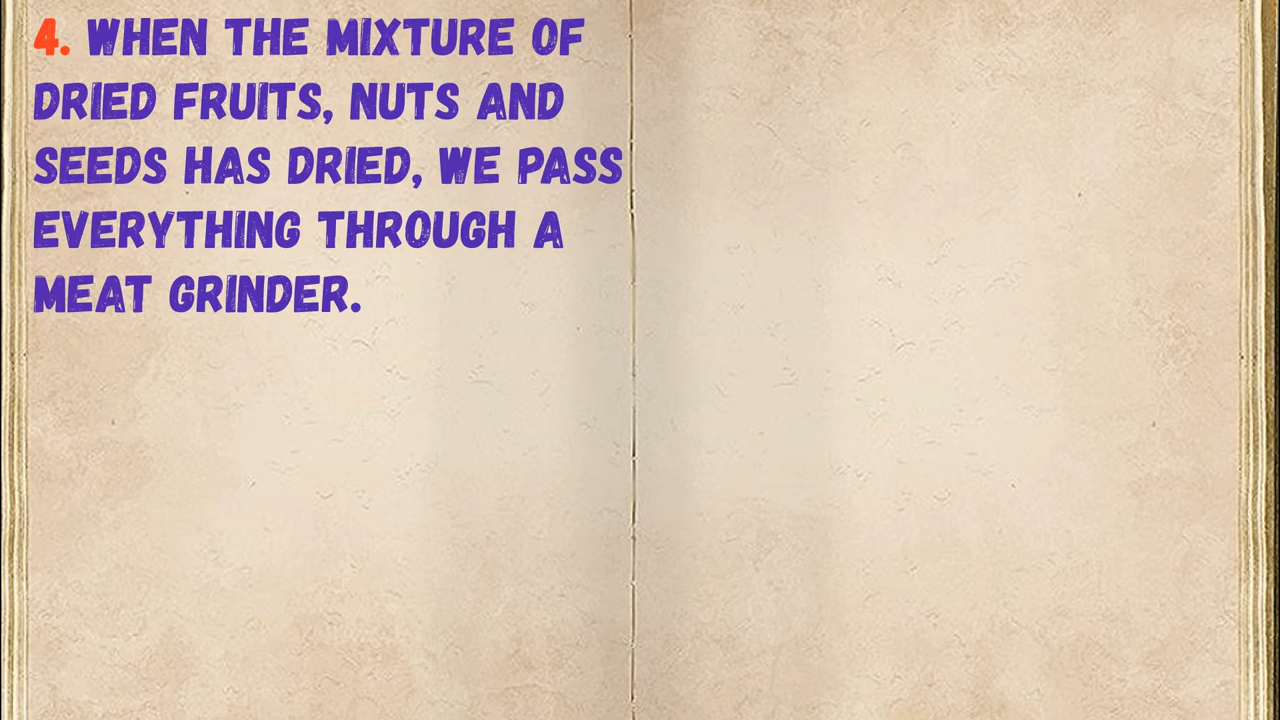 4. WHEN THE MIXTURE OF
DRIED FRUITS, NUTS AND
SEEDS HAS DRIED, WE PASS
EVERYTHING THROUGH A
MEAT GRINDER.